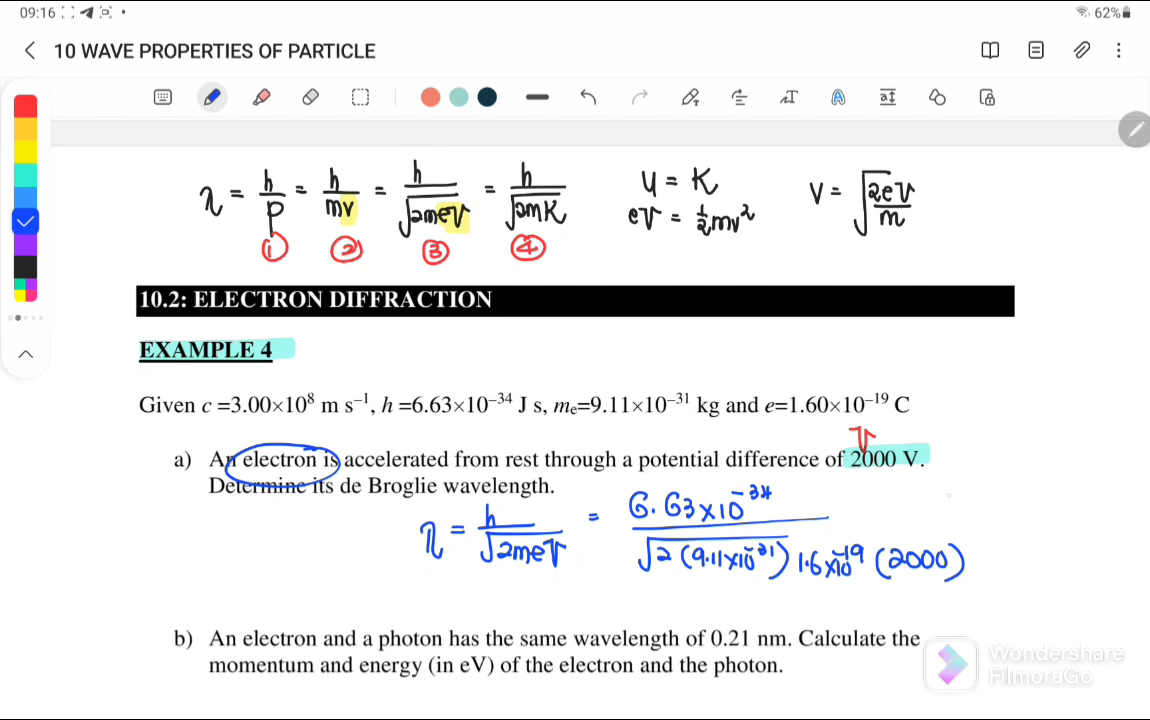 09:16 62%
10 WAVE PROPERTIES OF PARTICLE
λ = h/p = h/mv = h/√2meV = h/√2mK
① ② ③ ④
U = K
eV = ½mv²
v = √2eV/m
10.2: ELECTRON DIFFRACTION
EXAMPLE 4
Given c =3.00×10⁸ m s⁻¹, h =6.63×10⁻³⁴ J s, mₑ=9.11×10⁻³¹ kg and e=1.60×10⁻¹⁹ C
V
a) An electron is accelerated from rest through a potential difference of 2000 V.
Determine its de Broglie wavelength.
λ = h/√2meV = 6.63×10⁻³⁴/√2(9.11×10⁻³¹)1.6×10⁻¹⁹(2000)
b) An electron and a photon has the same wavelength of 0.21 nm. Calculate the
momentum and energy (in eV) of the electron and the photon.
Wondershare
FilmoraGo